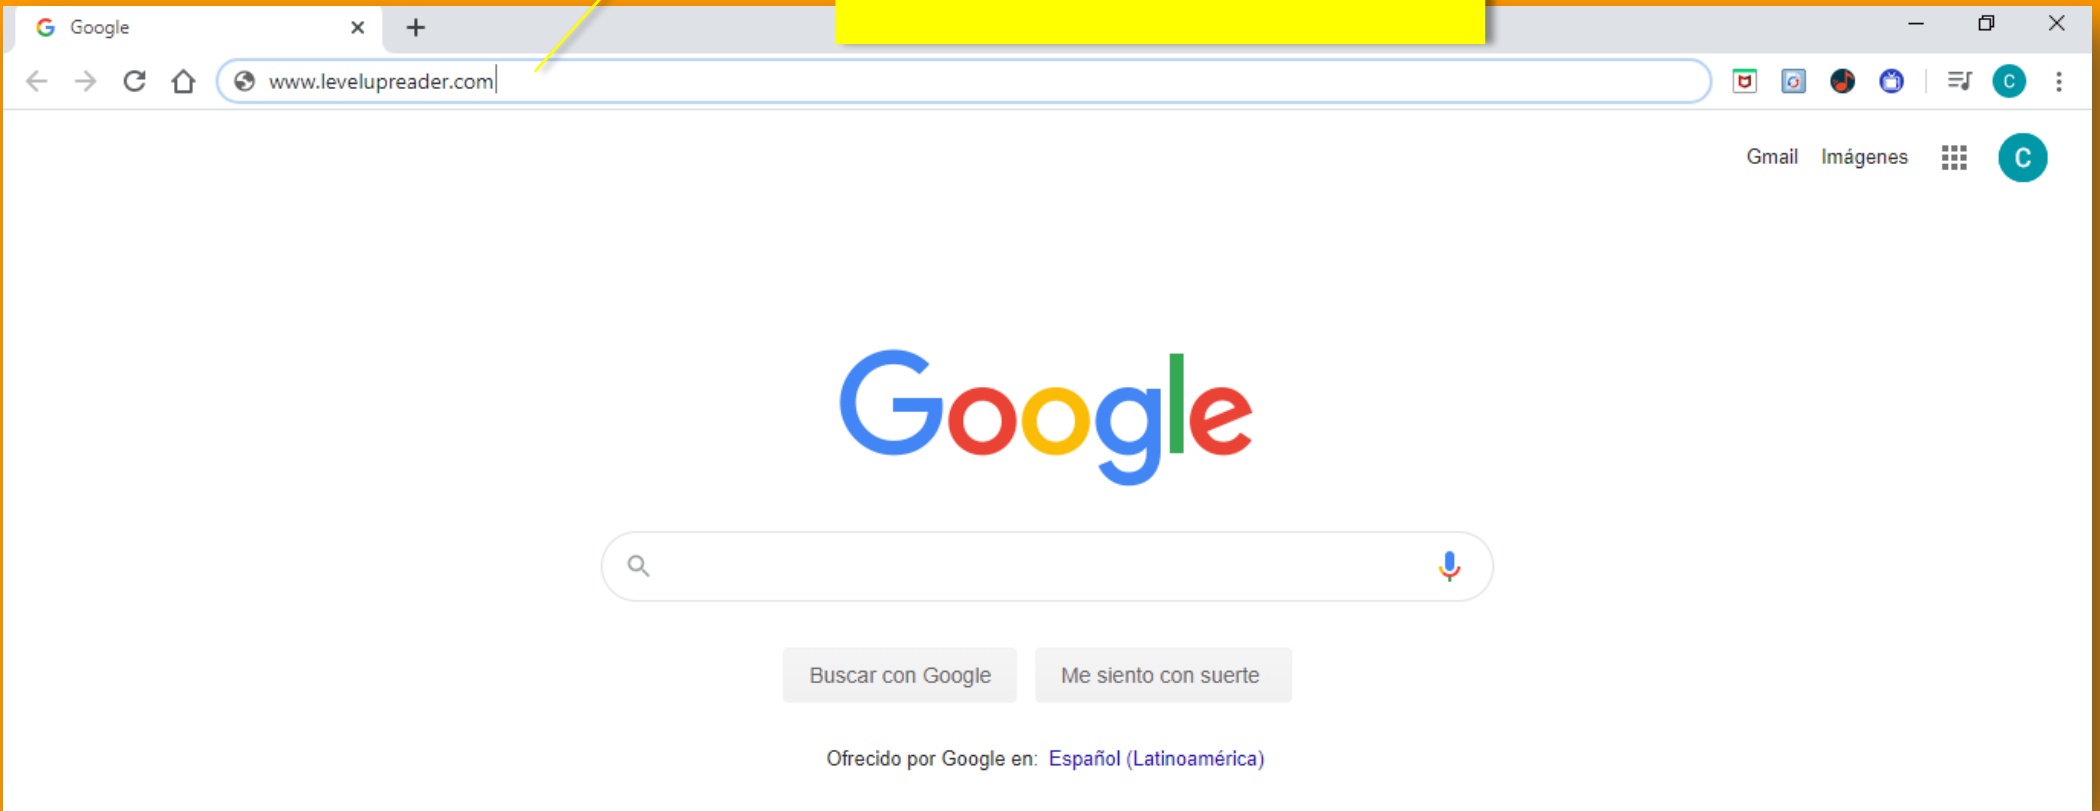 Google
www.levelupreader.com
C
Gmail Imágenes
C
Google
Buscar con Google Me siento con suerte
Ofrecido por Google en: Español (Latinoamérica)